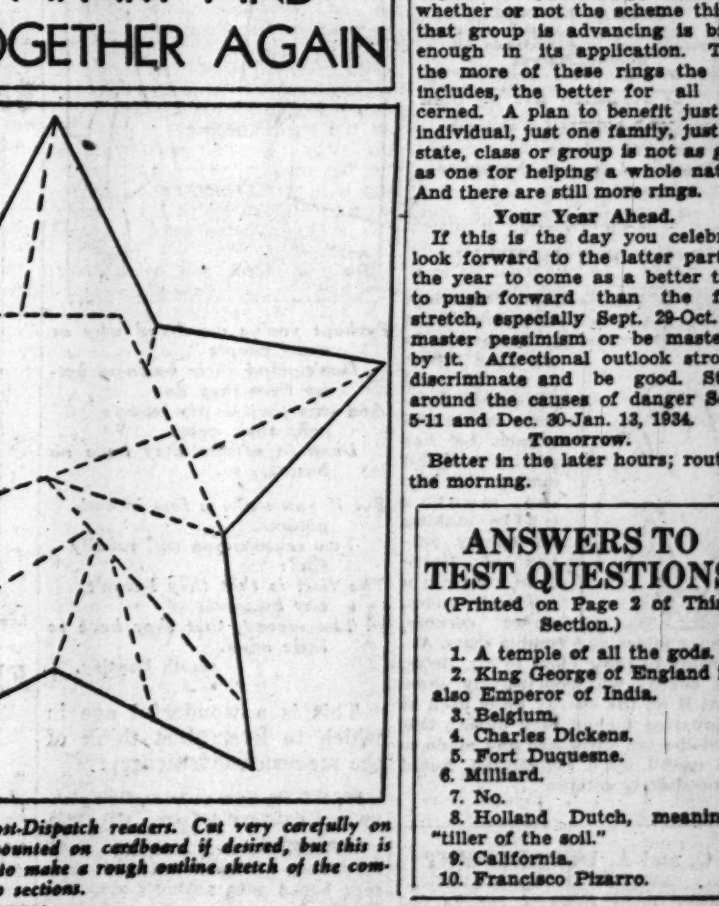 OGETHER AGAIN
ost-Dispatch readers. Cut very carefully on
ounted on cardboard if desired, but this is
to make a rough outline sketch of the com-
sections.
whether or not the scheme thi
that group is advancing is b
enough in its application. T
the more of these rings the
includes, the better for all
cerned. A plan to benefit just
individual, just one family, just
state, class or group is not as g
as one for helping a whole nat
And there are still more rings.
Your Year Ahead.
If this is the day you celebr
look forward to the latter part
the year to come as a better t
to push forward than the f
stretch, especially Sept. 29-Oct.
master pessimism or be maste
by it. Affectional outlook stro
discriminate and be good. St
around the causes of danger Se
5-11 and Dec. 30-Jan. 13, 1934.
Tomorrow.
Better in the later hours; rout
the morning.
ANSWERS TO
TEST QUESTIONS
(Printed on Page 2 of This
Section.)
1. A temple of all the gods.
2. King George of England
also Emperor of India.
3. Belgium.
4. Charles Dickens.
5. Fort Duquesne.
6. Milliard.
7. No.
8. Holland Dutch, meanin
"tiller of the soil."
9. California.
10. Francisco Pizarro.